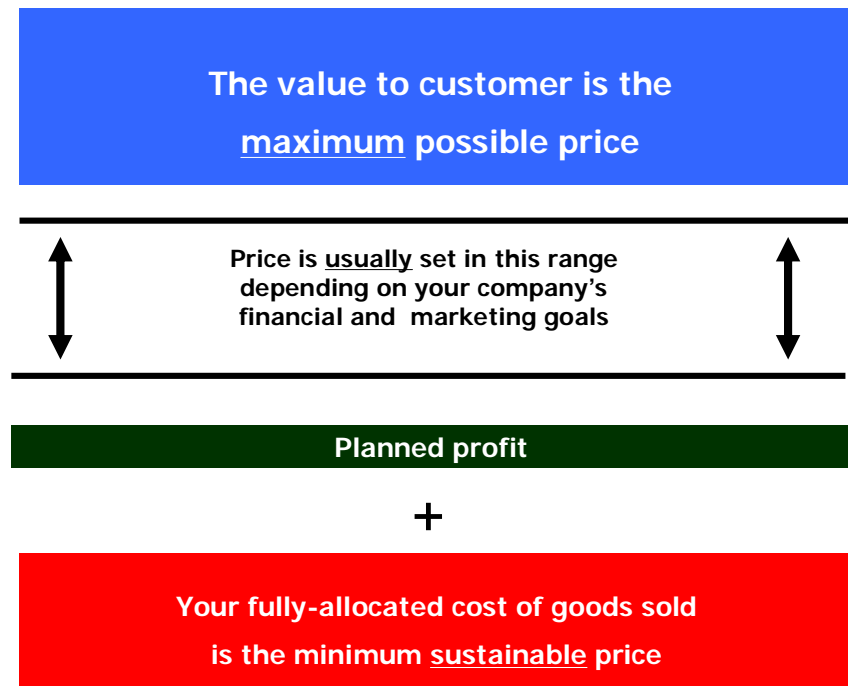 The value to customer is the
maximum possible price
Price is usually set in this range
depending on your company’s
financial and  marketing goals
Planned profit
+
Your fully-allocated cost of goods sold
is the minimum sustainable price